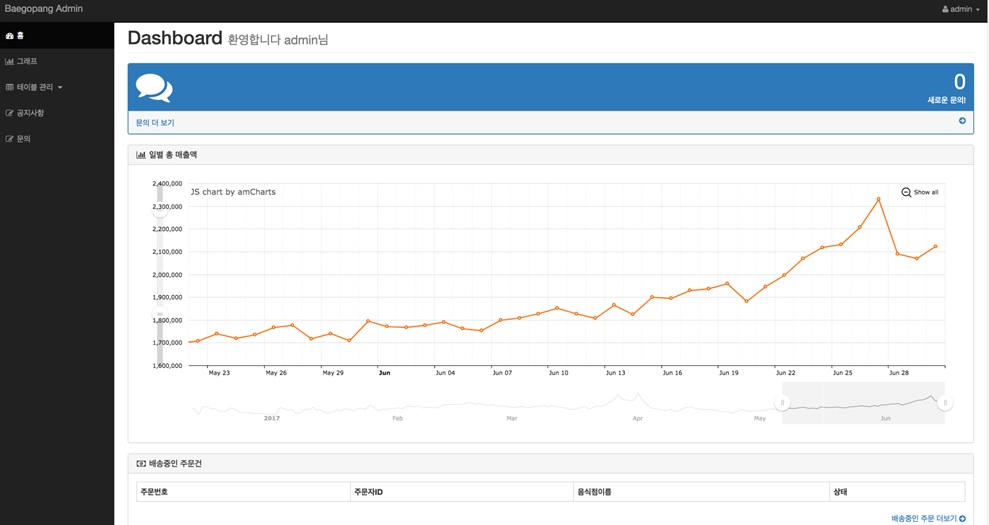 Baegopang Admin
admin
홈
그래프
테이블 관리
공지사항
문의
Dashboard 환영합니다 admin님
0
새로운 문의!
문의 더 보기
일별 총 매출액
JS chart by amCharts
Show all
2,400,000
2,300,000
2,200,000
2,100,000
2,000,000
1,900,000
1,800,000
1,700,000
1,600,000
May 23 May 26 May 29 Jun Jun 04 Jun 07 Jun 10 Jun 13 Jun 16 Jun 19 Jun 22 Jun 25 Jun 28
2017 Feb Mar Apr May Jun
배송중인 주문건
주문번호 주문자ID 음식점이름 상태
배송중인 주문 더보기